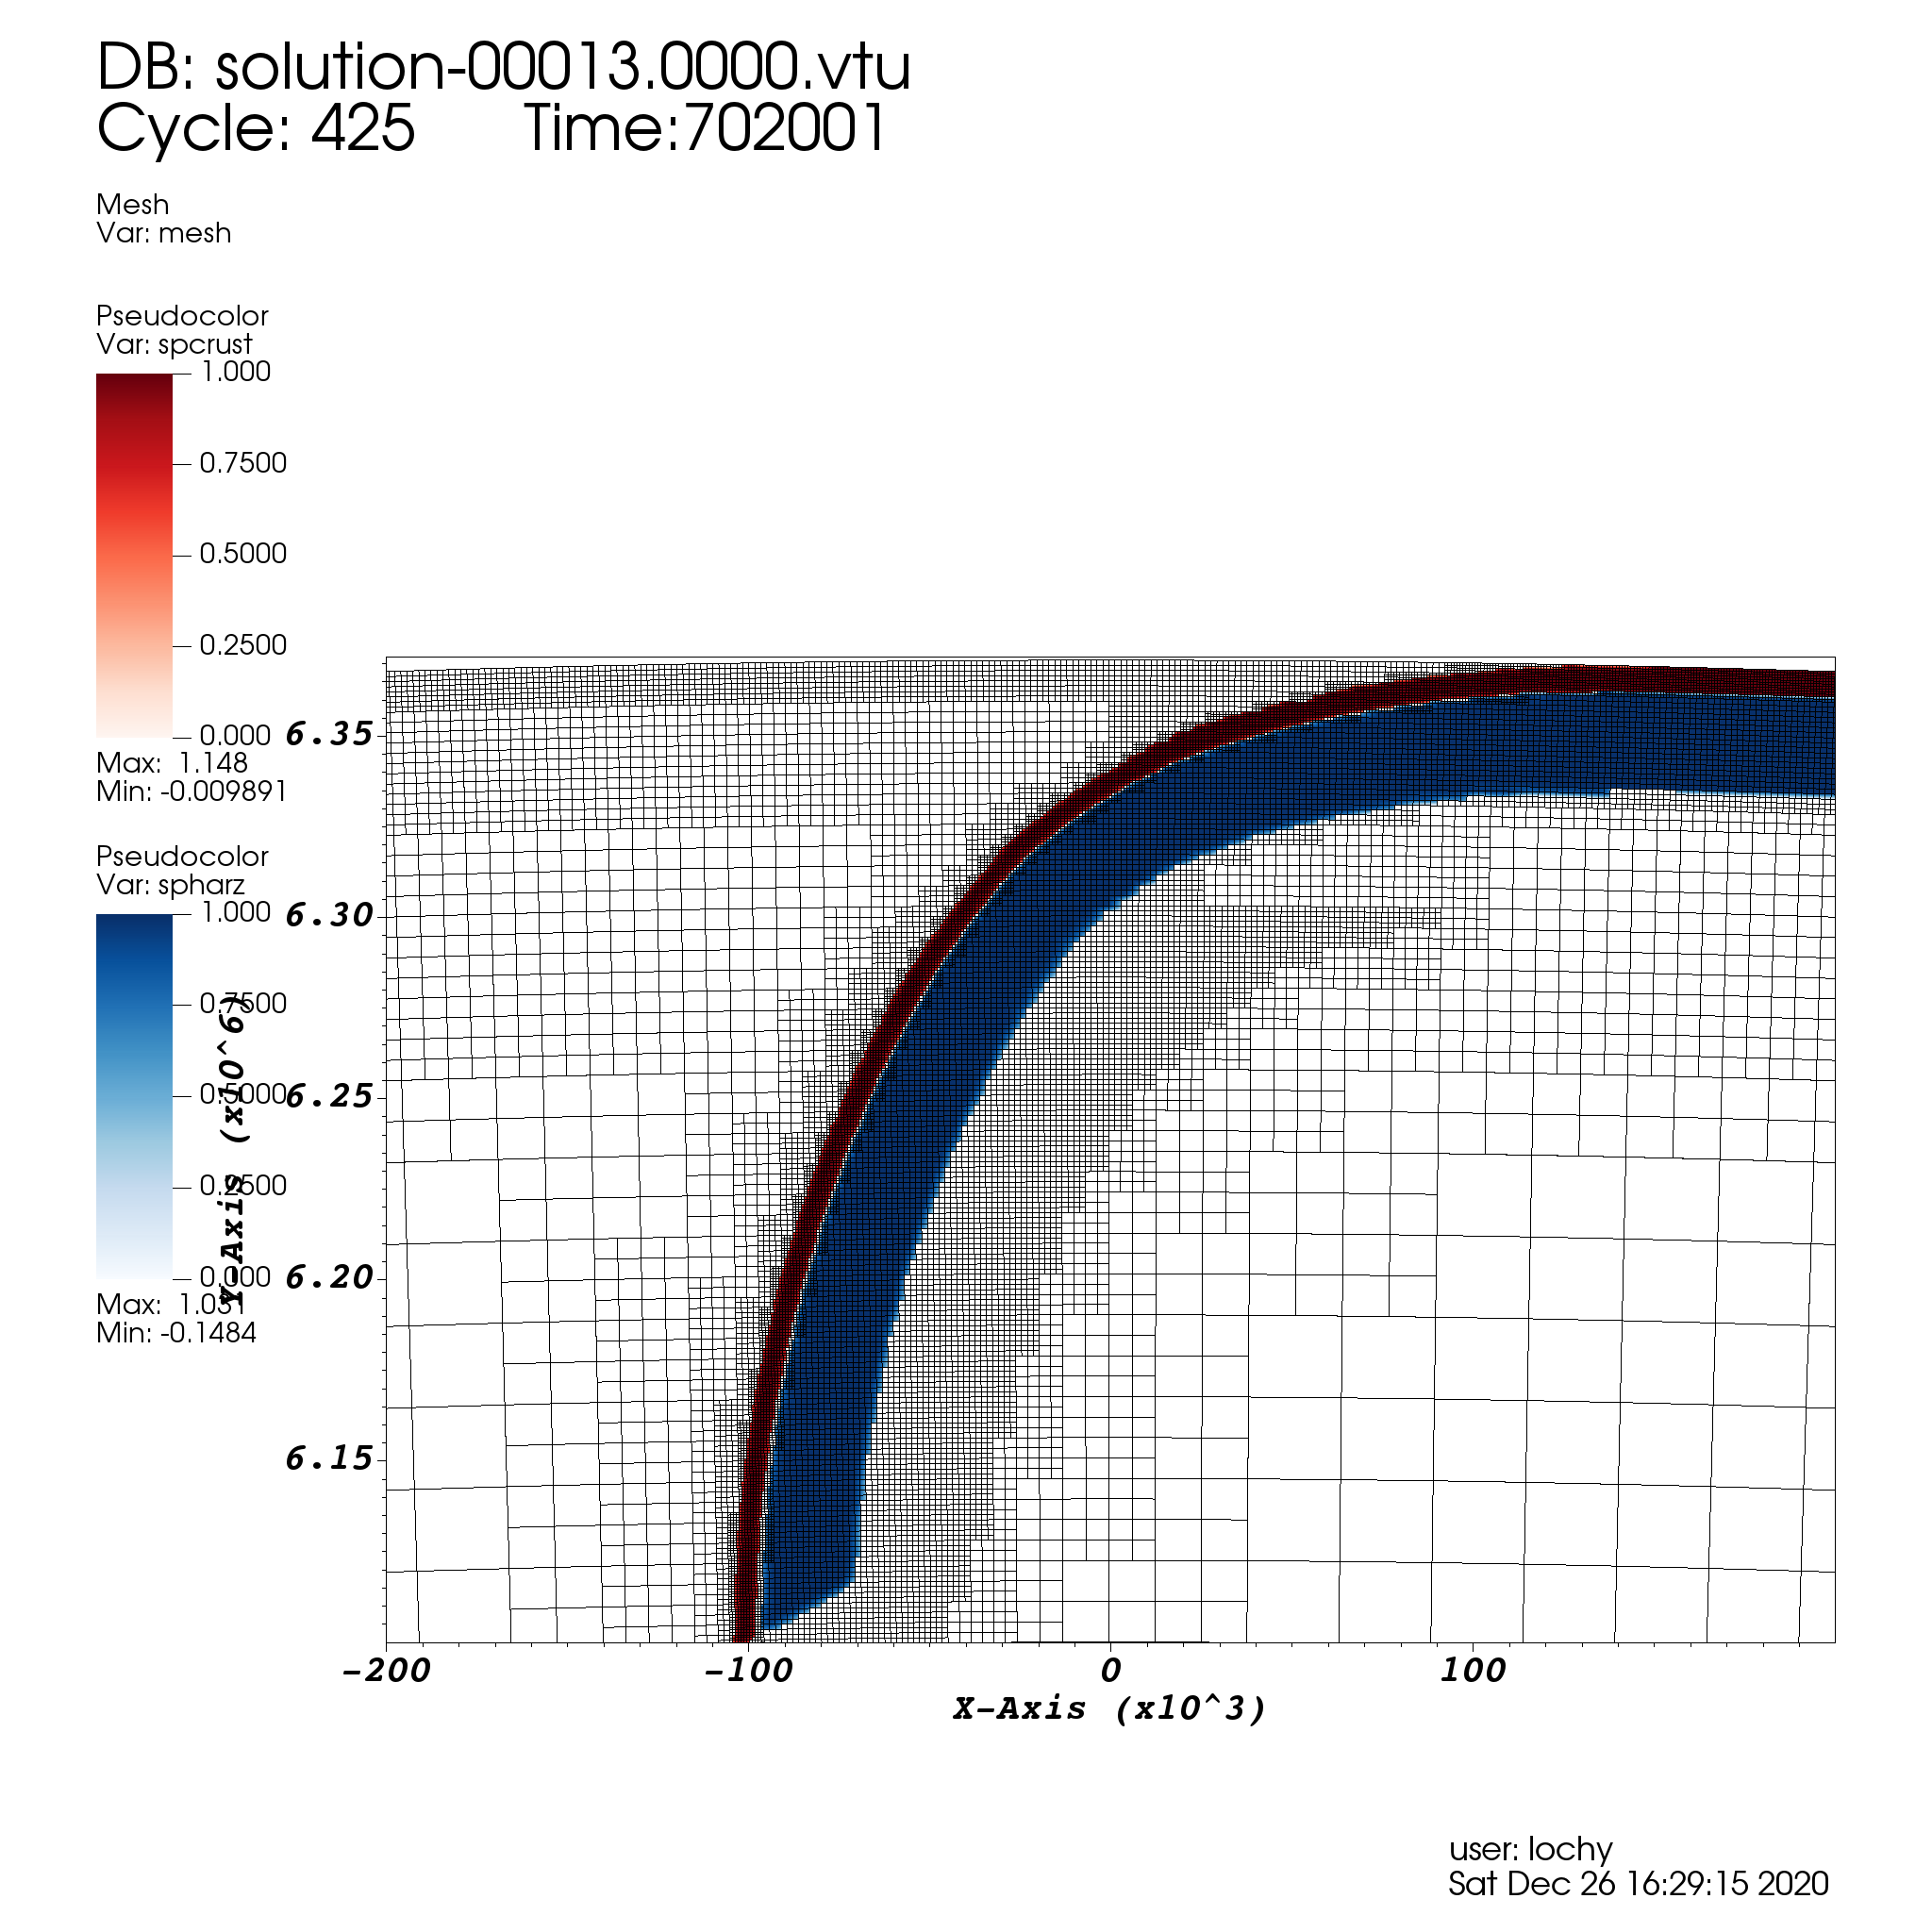 DB: solution-00013.0000.vtu
Cycle: 425 Time:702001
Mesh
Var: mesh
Pseudocolor
Var: spcrust
1.000
0.7500
0.5000
0.2500
0.000
Max: 1.148
Min: -0.009891
Pseudocolor
Var: spharz
1.000
0.7500
0.5000
0.2500
0.000
Max: 1.031
Min: -0.1484
Y-Axis (x10^6)
6.35
6.30
6.25
6.20
6.15
-200 -100 0 100
X-Axis (x10^3)
user: lochy
Sat Dec 26 16:29:15 2020